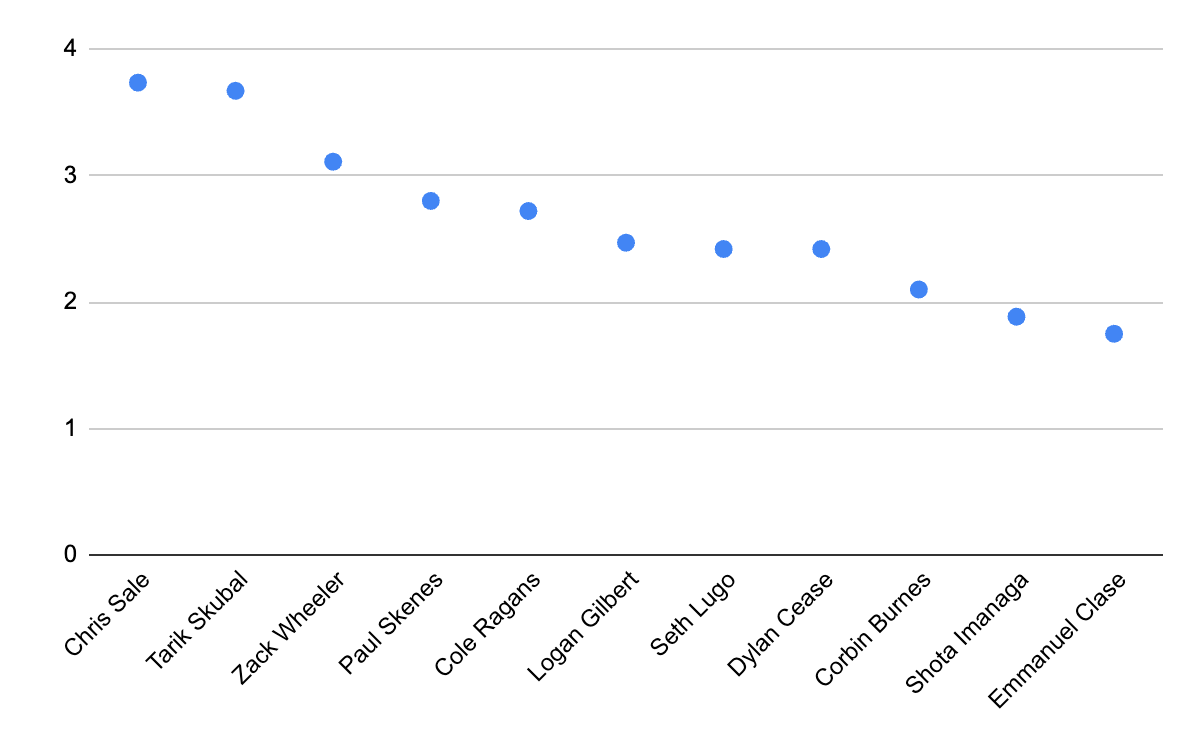 4
3
2
1
0
Chris Sale
Tarik Skubal
Zack Wheeler
Paul Skenes
Cole Ragans
Logan Gilbert
Seth Lugo
Dylan Cease
Corbin Burnes
Shota Imanaga
Emmanuel Clase